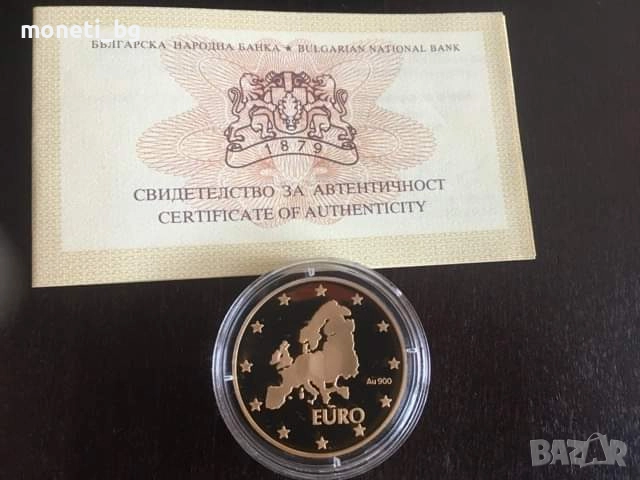 moneti_bg
БЪЛГАРСКА НАРОДНА БАНКА ★ BULGARIAN NATIONAL BANK
1879
СВИДЕТЕЛСТВО ЗА АВТЕНТИЧНОСТ
CERTIFICATE OF AUTHENTICITY
Au 900
EURO
BAZAR